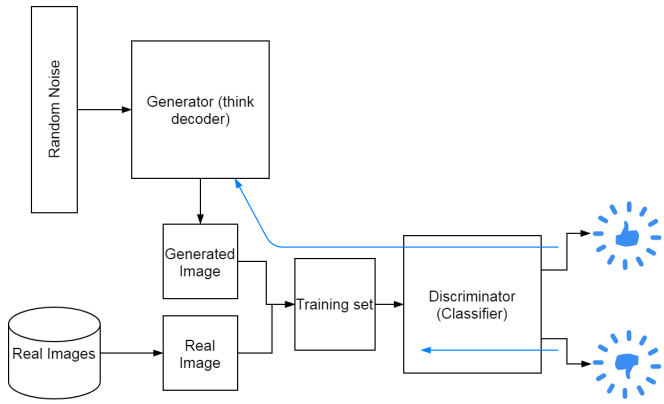 Random Noise
Generator (think
decoder)
Generated
Image
Training set
Discriminator
(Classifier)
Real Images
Real
Image